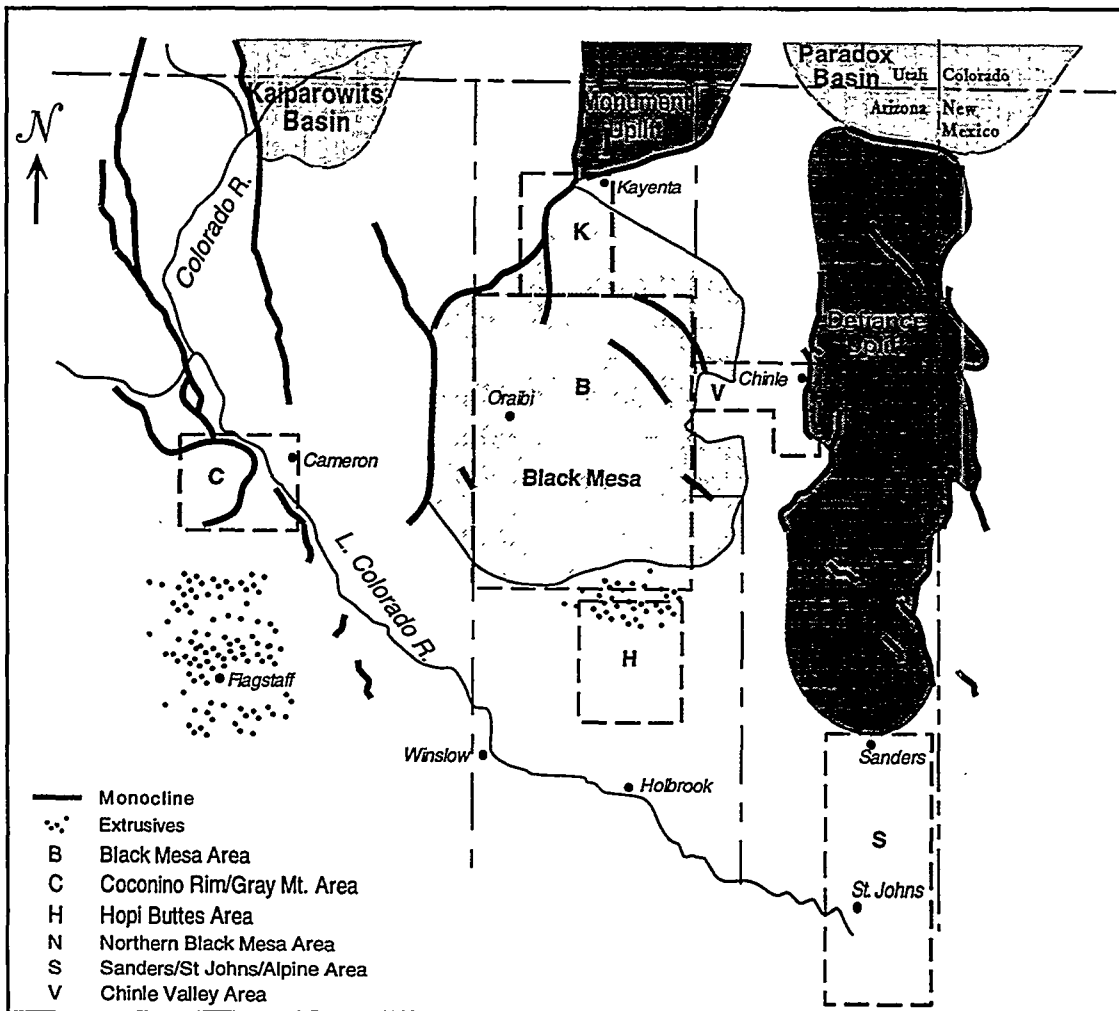 Kaiparowits
Basin
Monument
Uplift
Paradox
Basin
Utah
Colorado
Arizona
New
Mexico
N
Colorado R.
Kayenta
K
Defiance
Uplift
B
V
Chinle
Oraibi
Black Mesa
C
Cameron
L. Colorado R.
H
Flagstaff
Winslow
Holbrook
Sanders
S
St. Johns
Monocline
Extrusives
B Black Mesa Area
C Coconino Rim/Gray Mt. Area
H Hopi Buttes Area
N Northern Black Mesa Area
S Sanders/St Johns/Alpine Area
V Chinle Valley Area